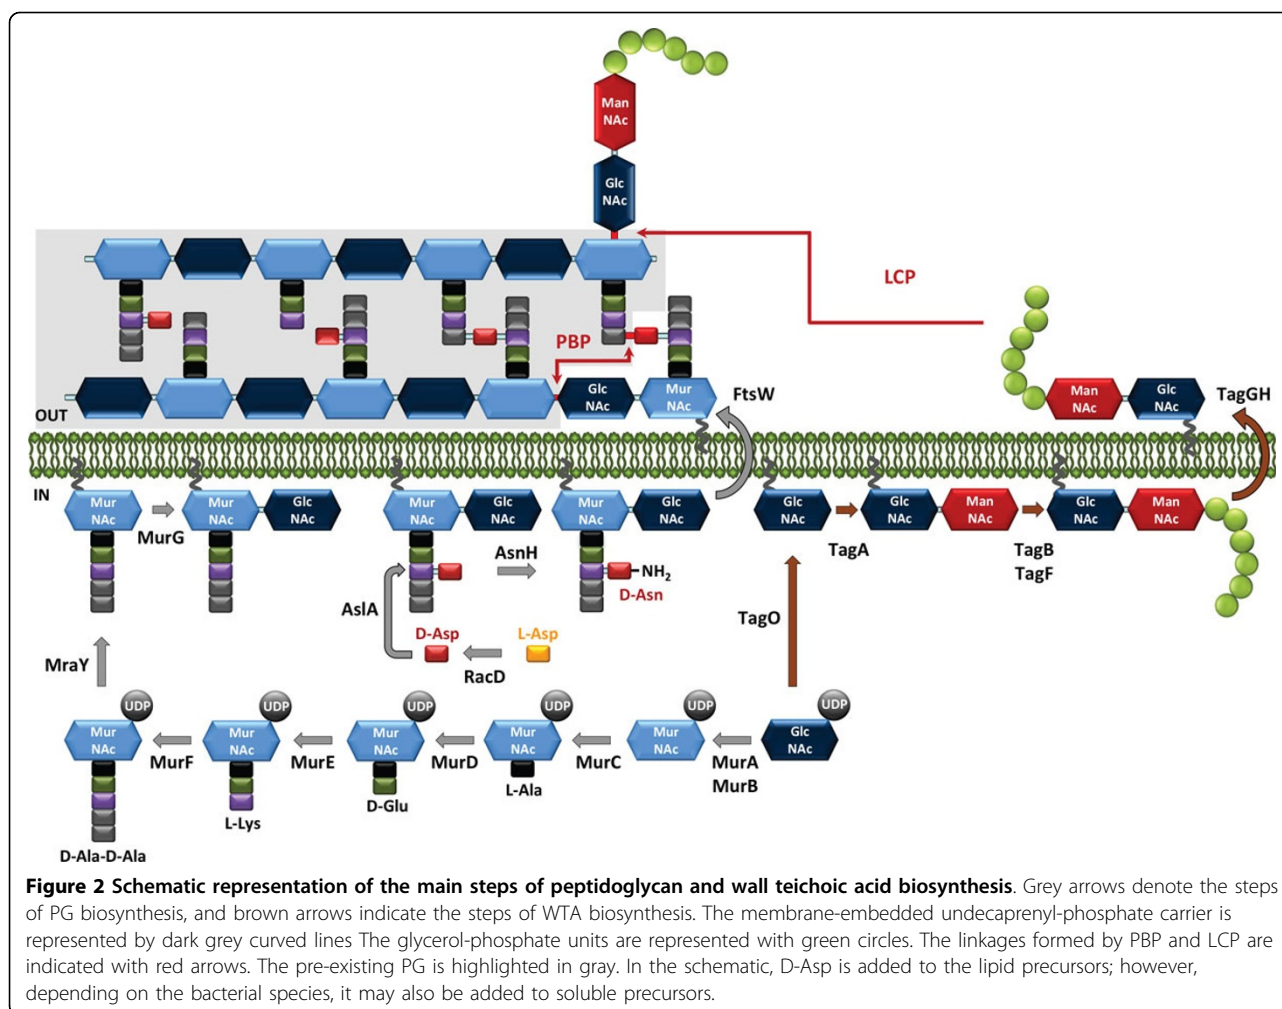 Man
NAc
Glc
NAc
LCP
PBP
Glc
NAc
Mur
NAc
FtsW
Man
NAc
Glc
NAc
TagGH
OUT
IN
Mur
NAc
MurG
Mur
NAc
Glc
NAc
Mur
NAc
Glc
NAc
AsnH
Mur
NAc
Glc
NAc
NH2
D-Asn
Glc
NAc
TagA
Glc
NAc
Man
NAc
TagB
TagF
Glc
NAc
Man
NAc
AslA
D-Asp
RacD
L-Asp
TagO
MraY
UDP
Mur
NAc
D-Ala-D-Ala
MurF
UDP
Mur
NAc
L-Lys
MurE
UDP
Mur
NAc
D-Glu
MurD
UDP
Mur
NAc
L-Ala
MurC
UDP
Mur
NAc
MurA
MurB
UDP
Glc
NAc
Figure 2 Schematic representation of the main steps of peptidoglycan and wall teichoic acid biosynthesis. Grey arrows denote the steps
of PG biosynthesis, and brown arrows indicate the steps of WTA biosynthesis. The membrane-embedded undecaprenyl-phosphate carrier is
represented by dark grey curved lines The glycerol-phosphate units are represented with green circles. The linkages formed by PBP and LCP are
indicated with red arrows. The pre-existing PG is highlighted in gray. In the schematic, D-Asp is added to the lipid precursors; however,
depending on the bacterial species, it may also be added to soluble precursors.